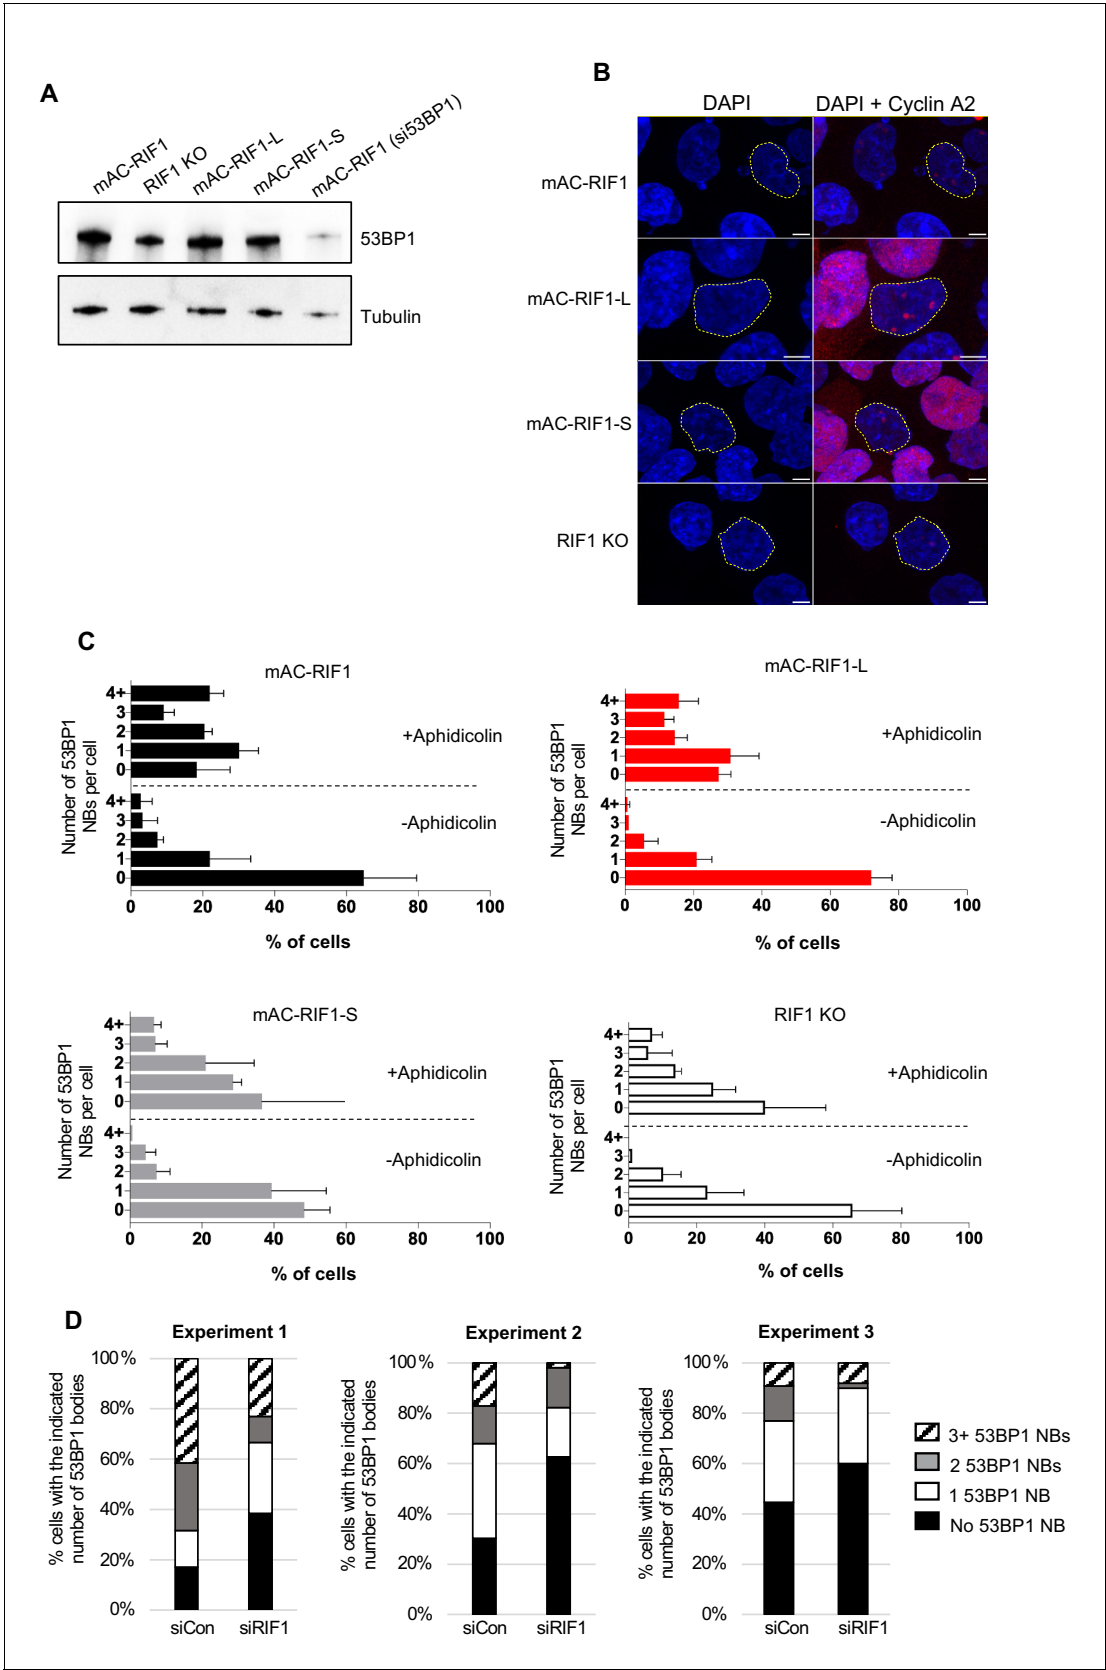 A
mAC-RIF1
RIF1 KO
mAC-RIF1-L
mAC-RIF1-S
mAC-RIF1 (si53BP1)
53BP1
Tubulin
B
DAPI
DAPI + Cyclin A2
mAC-RIF1
mAC-RIF1-L
mAC-RIF1-S
RIF1 KO
C
mAC-RIF1
Number of 53BP1
NBs per cell
4+
3
2
1
0
+Aphidicolin
4+
3
2
1
0
-Aphidicolin
0 20 40 60 80 100
% of cells
mAC-RIF1-L
Number of 53BP1
NBs per cell
4+
3
2
1
0
+Aphidicolin
4+
3
2
1
0
-Aphidicolin
0 20 40 60 80 100
% of cells
mAC-RIF1-S
Number of 53BP1
NBs per cell
4+
3
2
1
0
+Aphidicolin
4+
3
2
1
0
-Aphidicolin
0 20 40 60 80 100
% of cells
RIF1 KO
Number of 53BP1
NBs per cell
4+
3
2
1
0
+Aphidicolin
4+
3
2
1
0
-Aphidicolin
0 20 40 60 80 100
% of cells
D
Experiment 1
% cells with the indicated
number of 53BP1 bodies
100%
80%
60%
40%
20%
0%
siCon siRIF1
Experiment 2
% cells with the indicated
number of 53BP1 bodies
100%
80%
60%
40%
20%
0%
siCon siRIF1
Experiment 3
% cells with the indicated
number of 53BP1 bodies
100%
80%
60%
40%
20%
0%
siCon siRIF1
3+ 53BP1 NBs
2 53BP1 NBs
1 53BP1 NB
No 53BP1 NB